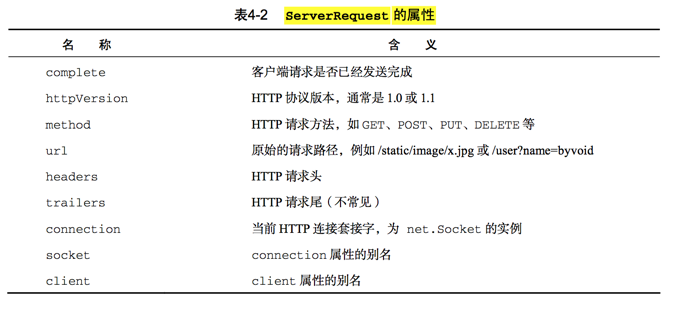 表4-2 ServerRequest 的属性
名 称 含 义
complete 客户端请求是否已经发送完成
httpVersion HTTP 协议版本，通常是 1.0 或 1.1
method HTTP 请求方法，如 GET、POST、PUT、DELETE 等
url 原始的请求路径，例如 /static/image/x.jpg 或 /user?name=byvoid
headers HTTP 请求头
trailers HTTP 请求尾（不常见）
connection 当前 HTTP 连接套接字，为 net.Socket 的实例
socket connection 属性的别名
client client 属性的别名